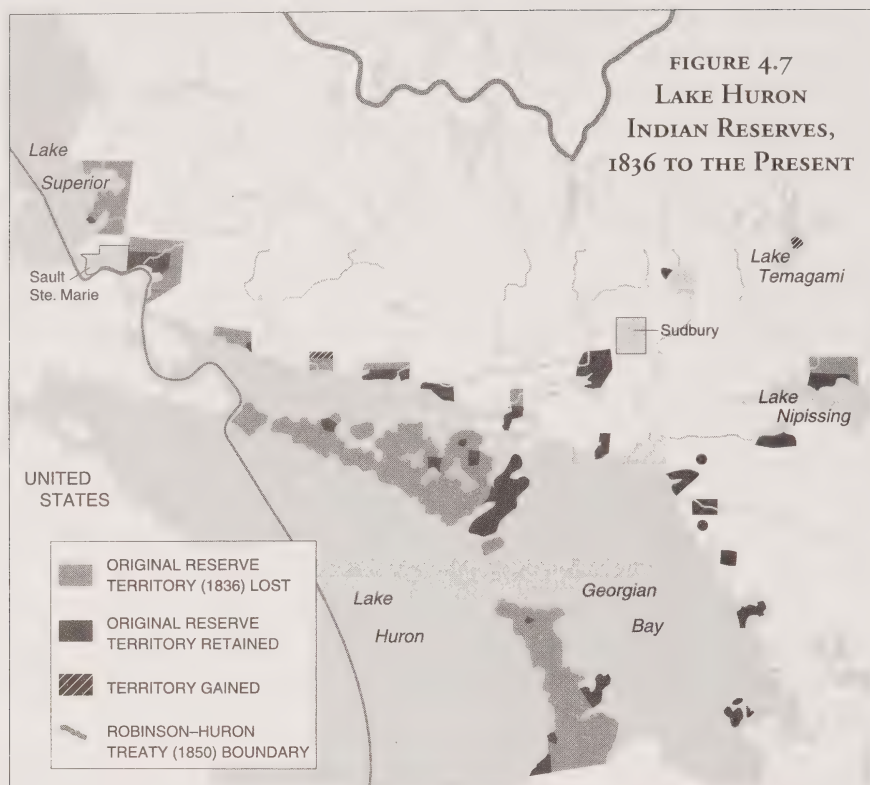 FIGURE 4.7
LAKE HURON
INDIAN RESERVES,
1836 TO THE PRESENT
Lake
Superior
Sault
Ste. Marie
Lake
Temagami
Sudbury
Lake
Nipissing
UNITED
STATES
Georgian
Bay
Lake
Huron
ORIGINAL RESERVE
TERRITORY (1836) LOST
ORIGINAL RESERVE
TERRITORY RETAINED
TERRITORY GAINED
ROBINSON–HURON
TREATY (1850) BOUNDARY